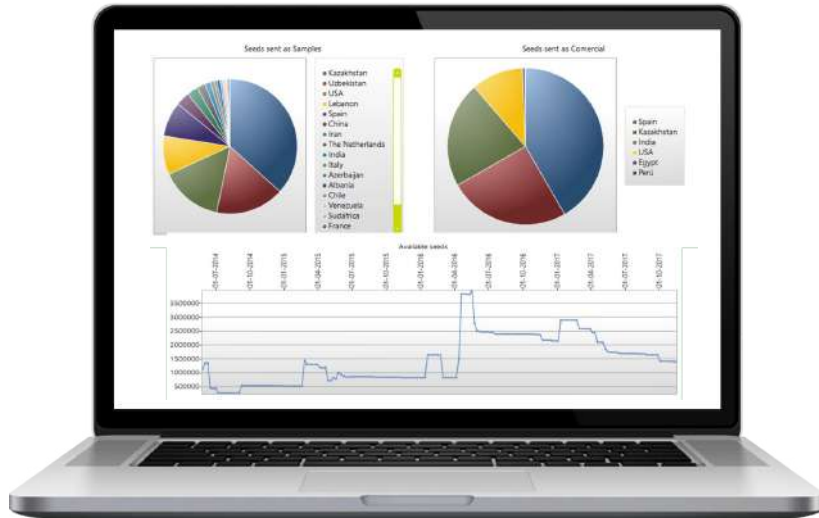 Seeds sent as Samples
Kazakhstan
Uzbekistan
USA
Lebanon
Spain
China
Iran
The Netherlands
India
Italy
Azerbaijan
Albania
Chile
Venezuela
Sudáfrica
France
Seeds sent as Comercial
Spain
Kazakhstan
India
USA
Egypt
Perú
Available seeds
01-07-2014
01-10-2014
01-01-2015
01-04-2015
01-07-2015
01-10-2015
01-01-2016
01-04-2016
01-07-2016
01-10-2016
01-01-2017
01-04-2017
01-07-2017
01-10-2017
3500000
3000000
2500000
2000000
1500000
1000000
500000